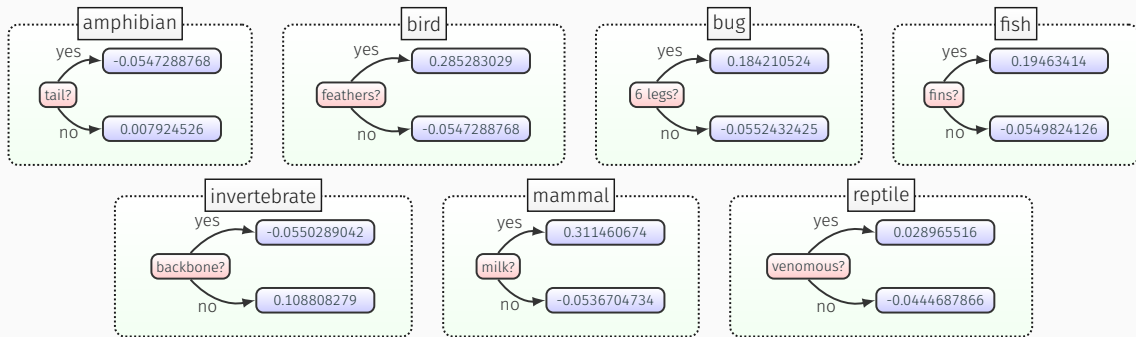 amphibian
yes
-0.0547288768
tail?
no
0.007924526
bird
yes
0.285283029
feathers?
no
-0.0547288768
bug
yes
0.184210524
6 legs?
no
-0.0552432425
fish
yes
0.19463414
fins?
no
-0.0549824126
invertebrate
yes
-0.0550289042
backbone?
no
0.108808279
mammal
yes
0.311460674
milk?
no
-0.0536704734
reptile
yes
0.028965516
venomous?
no
-0.0444687866